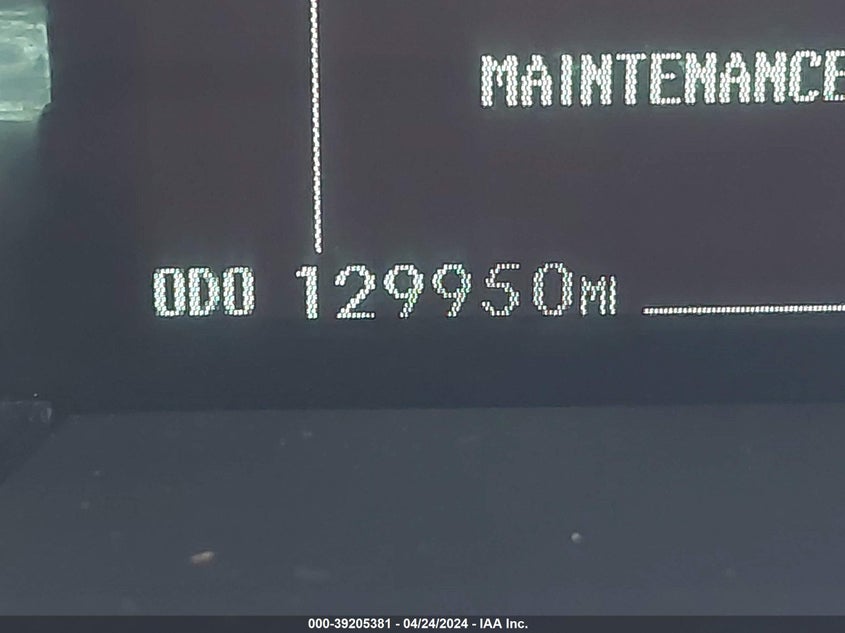 MAINTENANCE
ODO 129950MI
000-39205381 - 04/24/2024 - IAA Inc.